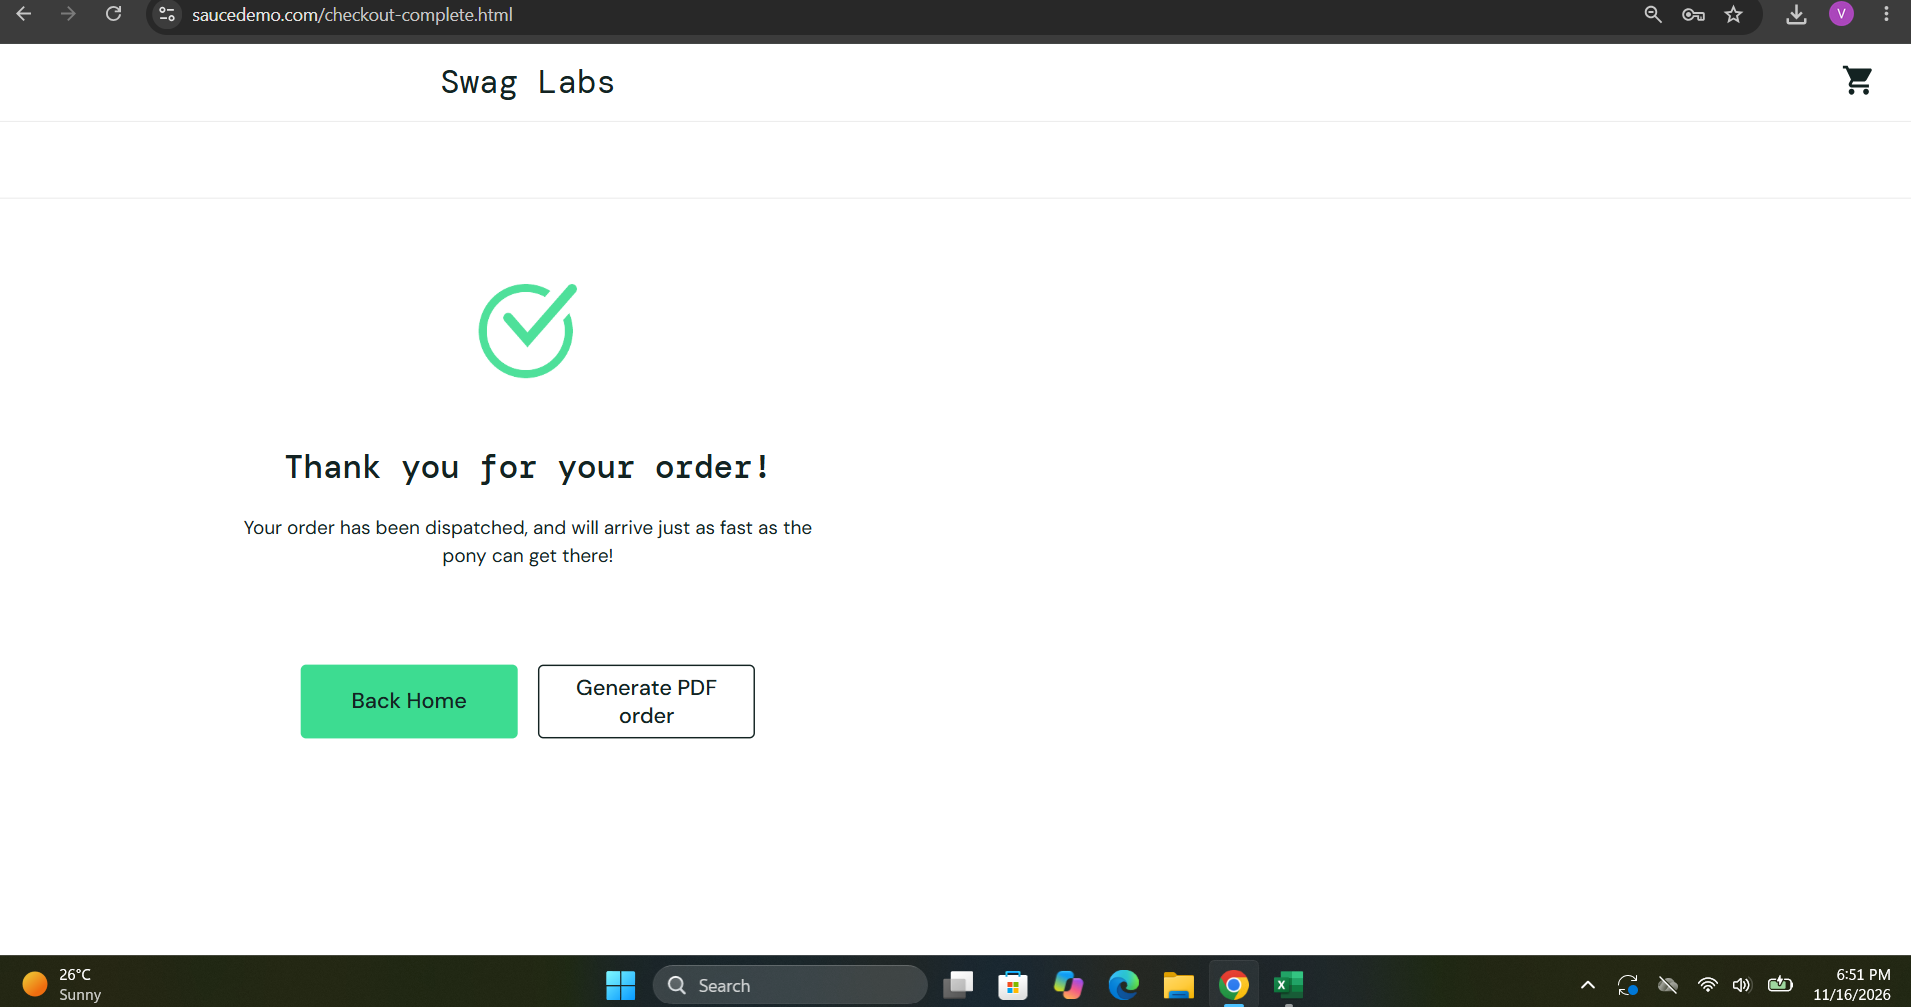 saucedemo.com/checkout-complete.html
V
Swag Labs
Thank you for your order!
Your order has been dispatched, and will arrive just as fast as the
pony can get there!
Back Home
Generate PDF
order
26°C
Sunny
Search
X
6:51 PM
11/16/2026